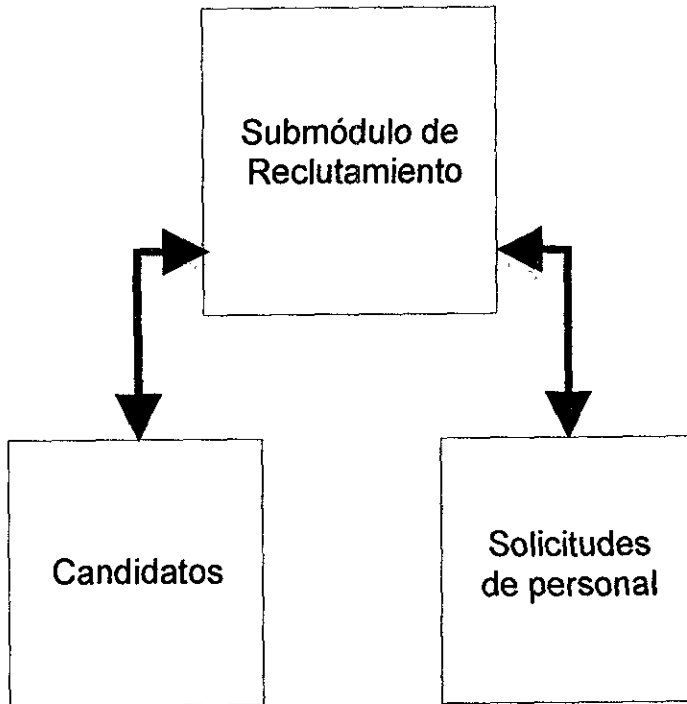 Submódulo de
Reclutamiento
Candidatos
Solicitudes
de personal